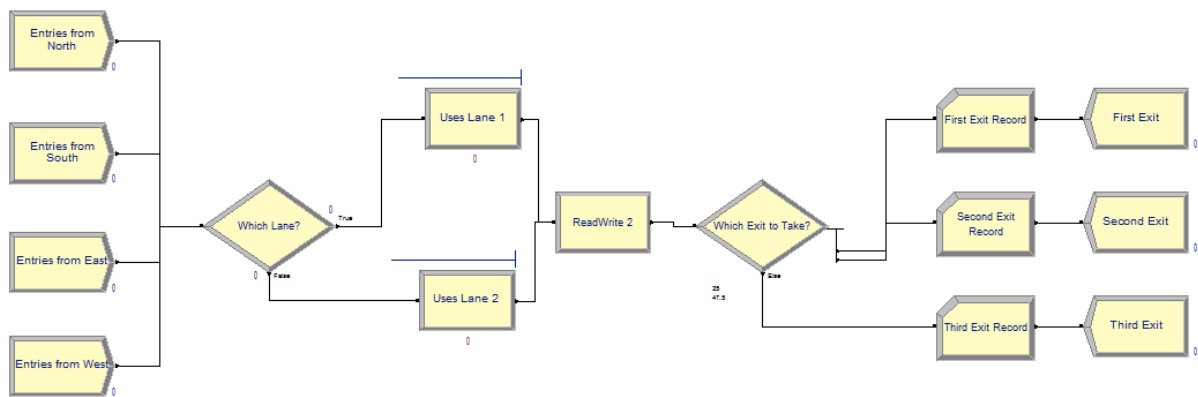 Entries from
North
0
Entries from
South
0
Entries from East
0
Entries from West
0
Which Lane?
0
True
0
False
Uses Lane 1
0
Uses Lane 2
0
ReadWrite 2
Which Exit to Take?
25
47.5
Else
First Exit Record
First Exit
0
Second Exit
Record
Second Exit
0
Third Exit Record
Third Exit
0